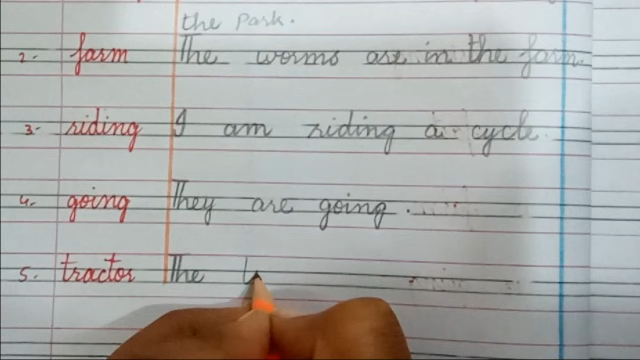 the Park.
2. farm The worms are in the farm.
3. riding I am riding a cycle.
4. going They are going.
5. tractor The